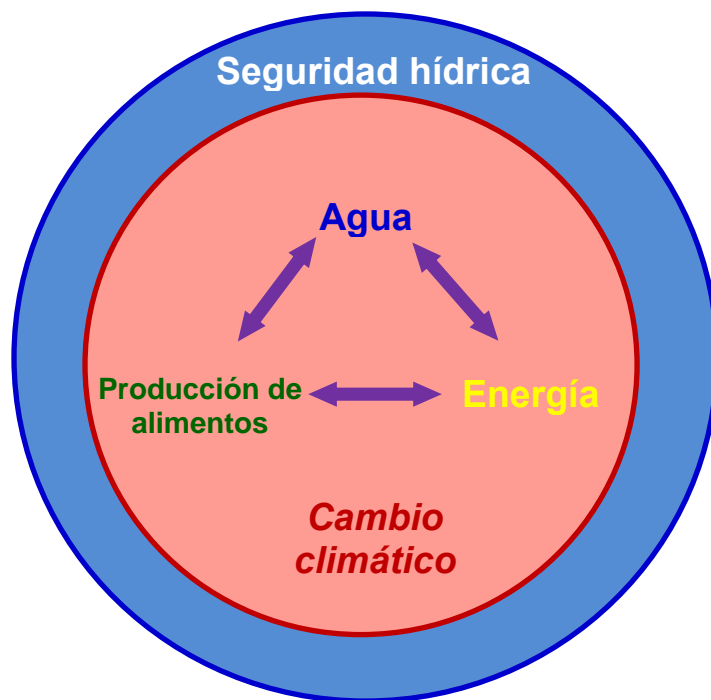 Seguridad hídrica
Agua
Producción de
alimentos
Energía
Cambio
climático